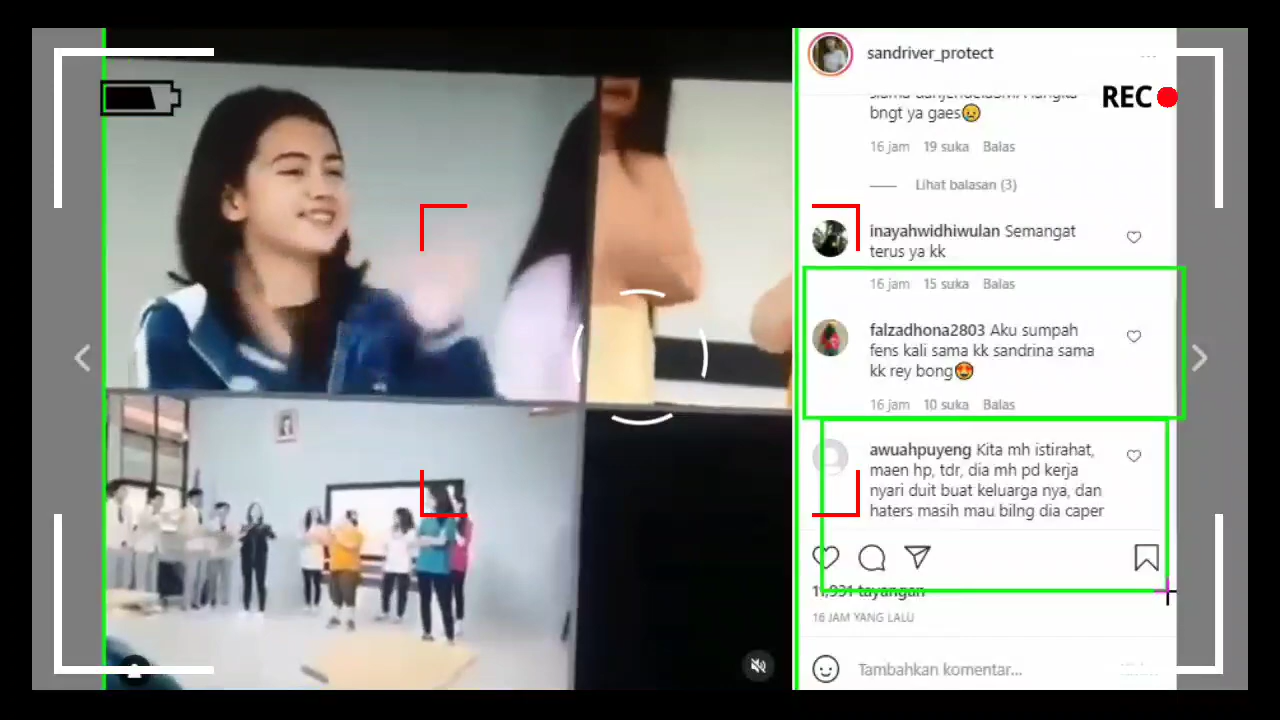 sandriver_protect
REC
bngt ya gaes😢
16 jam 19 suka Balas
Lihat balasan (3)
inayahwidhiwulan Semangat
terus ya kk
16 jam 15 suka Balas
falzadhona2803 Aku sumpah
fens kali sama kk sandrina sama
kk rey bong😍
16 jam 10 suka Balas
awuahpuyeng Kita mh istirahat,
maen hp, tdr, dia mh pd kerja
nyari duit buat keluarga nya, dan
haters masih mau bilng dia caper
11,931 tayangan
16 JAM YANG LALU
Tambahkan komentar...